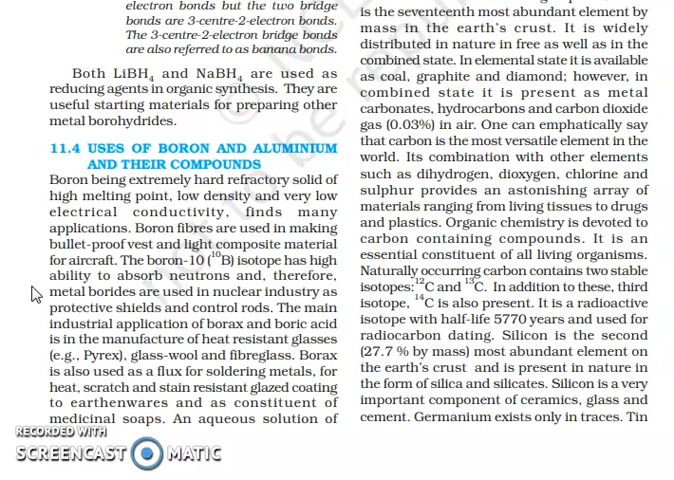 electron bonds but the two bridge
bonds are 3-centre-2-electron bonds.
The 3-centre-2-electron bridge bonds
are also referred to as banana bonds.
Both LiBH4 and NaBH4 are used as
reducing agents in organic synthesis. They are
useful starting materials for preparing other
metal borohydrides.
11.4 USES OF BORON AND ALUMINIUM
AND THEIR COMPOUNDS
Boron being extremely hard refractory solid of
high melting point, low density and very low
electrical conductivity, finds many
applications. Boron fibres are used in making
bullet-proof vest and light composite material
for aircraft. The boron-10 (10B) isotope has high
ability to absorb neutrons and, therefore,
metal borides are used in nuclear industry as
protective shields and control rods. The main
industrial application of borax and boric acid
is in the manufacture of heat resistant glasses
(e.g., Pyrex), glass-wool and fibreglass. Borax
is also used as a flux for soldering metals, for
heat, scratch and stain resistant glazed coating
to earthenwares and as constituent of
medicinal soaps. An aqueous solution of
is the seventeenth most abundant element by
mass in the earth's crust. It is widely
distributed in nature in free as well as in the
combined state. In elemental state it is available
as coal, graphite and diamond; however, in
combined state it is present as metal
carbonates, hydrocarbons and carbon dioxide
gas (0.03%) in air. One can emphatically say
that carbon is the most versatile element in the
world. Its combination with other elements
such as dihydrogen, dioxygen, chlorine and
sulphur provides an astonishing array of
materials ranging from living tissues to drugs
and plastics. Organic chemistry is devoted to
carbon containing compounds. It is an
essential constituent of all living organisms.
Naturally occurring carbon contains two stable
isotopes:12C and 13C. In addition to these, third
isotope, 14C is also present. It is a radioactive
isotope with half-life 5770 years and used for
radiocarbon dating. Silicon is the second
(27.7 % by mass) most abundant element on
the earth's crust and is present in nature in
the form of silica and silicates. Silicon is a very
important component of ceramics, glass and
cement. Germanium exists only in traces. Tin
RECORDED WITH
SCREENCAST MATIC